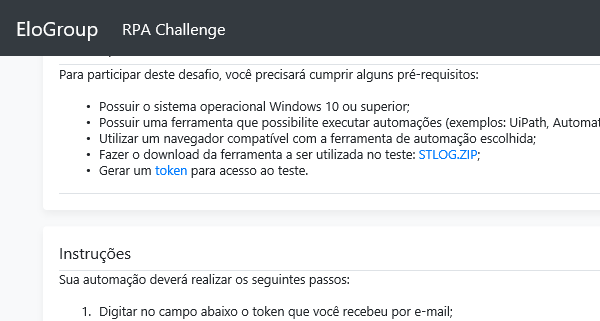 EloGroup RPA Challenge
Para participar deste desafio, você precisará cumprir alguns pré-requisitos:
• Possuir o sistema operacional Windows 10 ou superior;
• Possuir uma ferramenta que possibilite executar automações (exemplos: UiPath, Automat
• Utilizar um navegador compatível com a ferramenta de automação escolhida;
• Fazer o download da ferramenta a ser utilizada no teste: STLOG.ZIP;
• Gerar um token para acesso ao teste.
Instruções
Sua automação deverá realizar os seguintes passos:
1. Digitar no campo abaixo o token que você recebeu por e-mail;